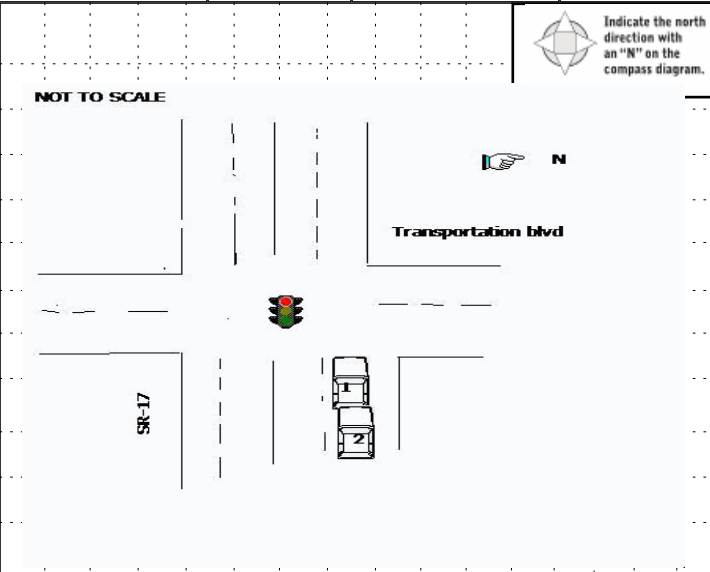 Indicate the north
direction with
an "N" on the
compass diagram.
NOT TO SCALE
N
Transportation blvd
SR-17
1
2